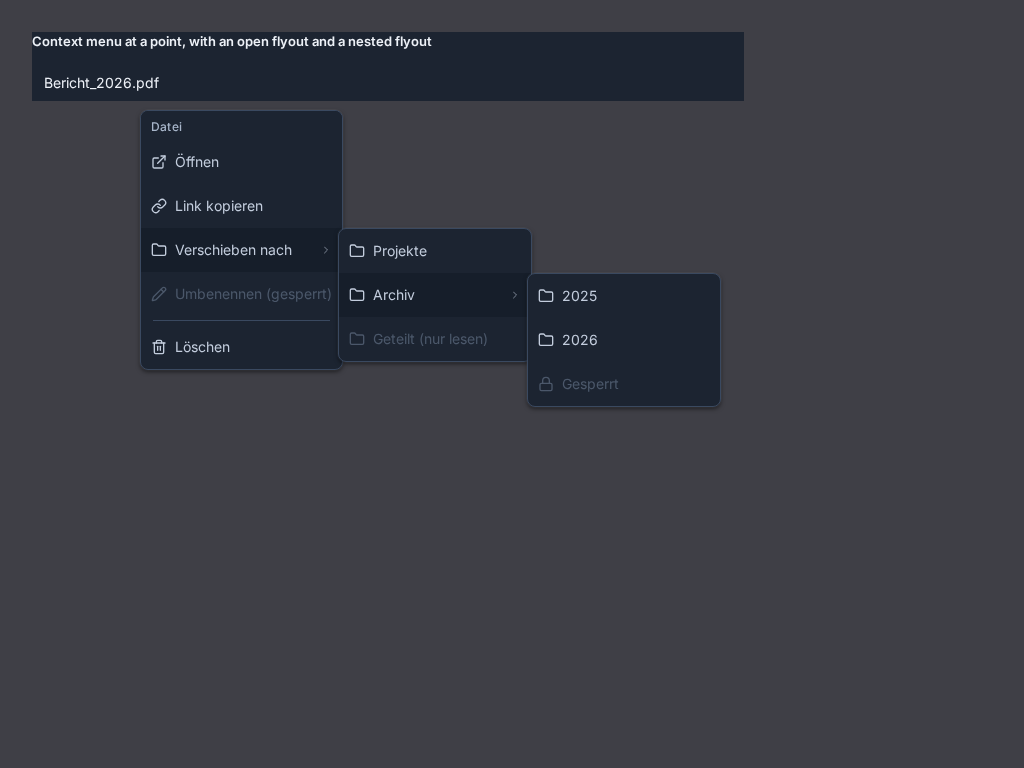 Context menu at a point, with an open flyout and a nested flyout
Bericht_2026.pdf
Datei
Öffnen
Link kopieren
Verschieben nach
Umbenennen (gesperrt)
Löschen
Projekte
Archiv
Geteilt (nur lesen)
2025
2026
Gesperrt